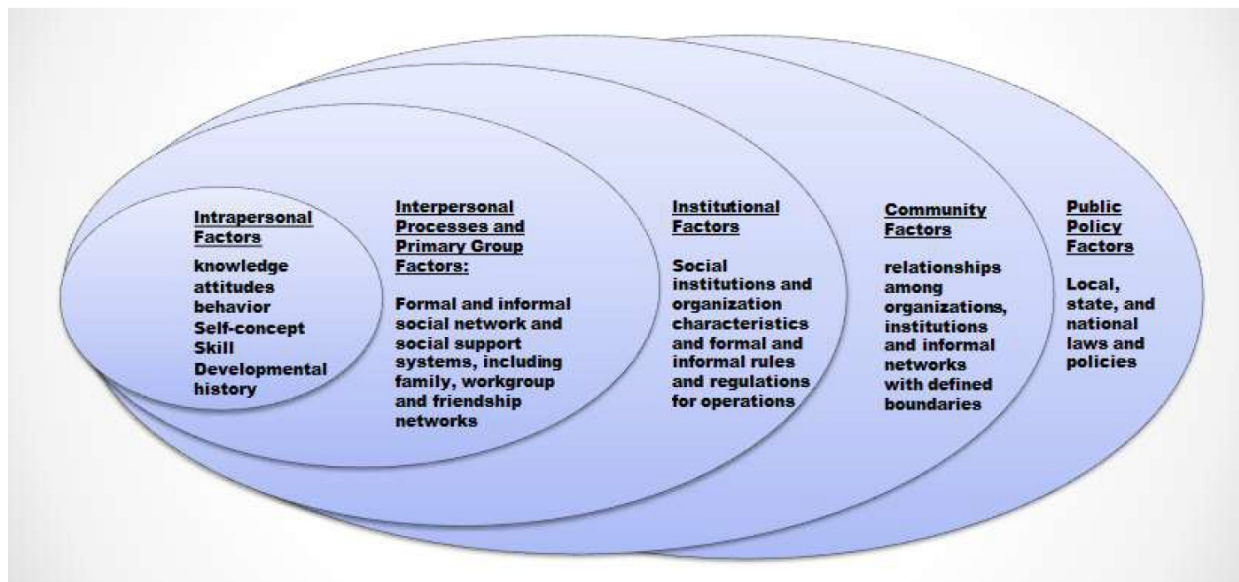 Intrapersonal
Factors
knowledge
attitudes
behavior
Self-concept
Skill
Developmental
history
Interpersonal
Processes and
Primary Group
Factors:
Formal and informal
social network and
social support
systems, including
family, workgroup
and friendship
networks
Institutional
Factors
Social
institutions and
organization
characteristics
and formal and
informal rules
and regulations
for operations
Community
Factors
relationships
among
organizations,
institutions
and informal
networks
with defined
boundaries
Public
Policy
Factors
Local,
state, and
national
laws and
policies